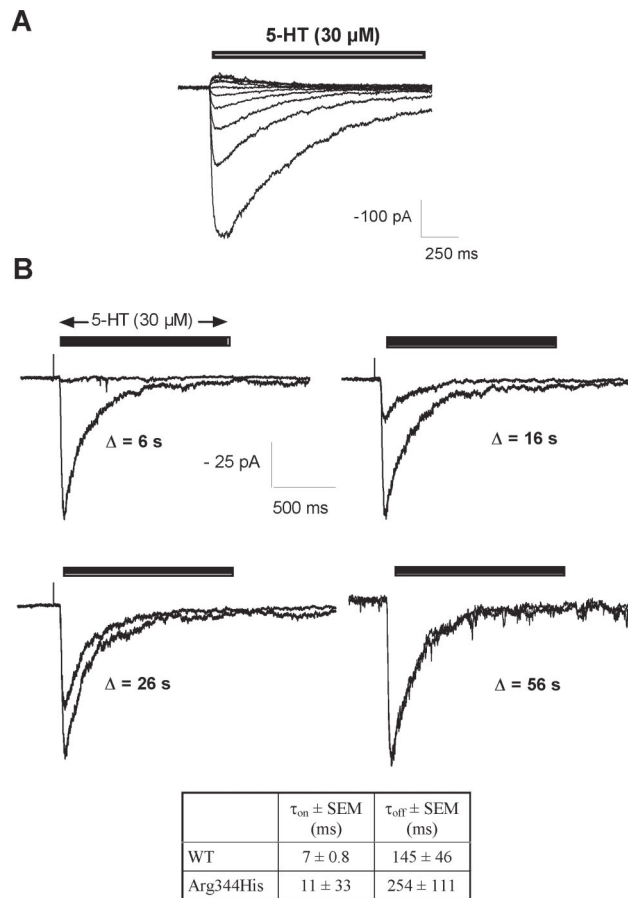 A
5-HT (30 µM)
-100 pA
250 ms
B
5-HT (30 µM)
Δ = 6 s
Δ = 16 s
- 25 pA
500 ms
Δ = 26 s
Δ = 56 s
τon ± SEM (ms)
τoff ± SEM (ms)
WT 7 ± 0.8 145 ± 46
Arg344His 11 ± 33 254 ± 111